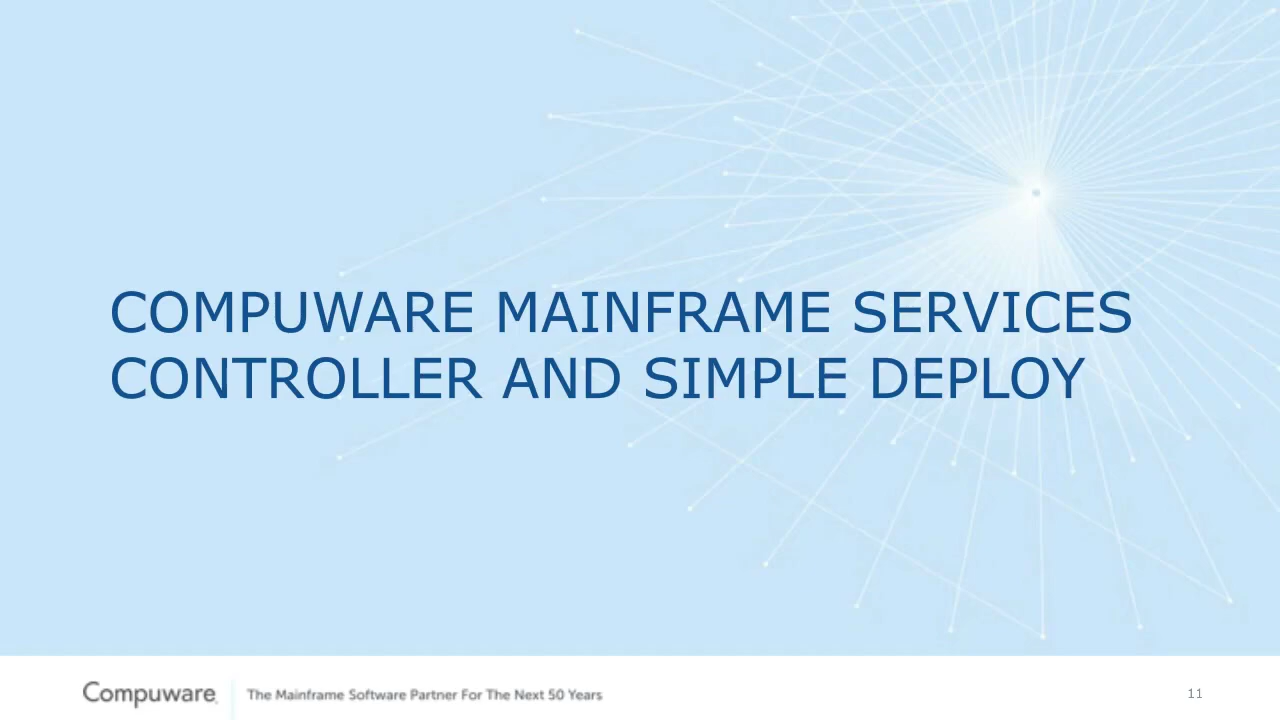 COMPUWARE MAINFRAME SERVICES
CONTROLLER AND SIMPLE DEPLOY
Compuware
The Mainframe Software Partner For The Next 50 Years
11